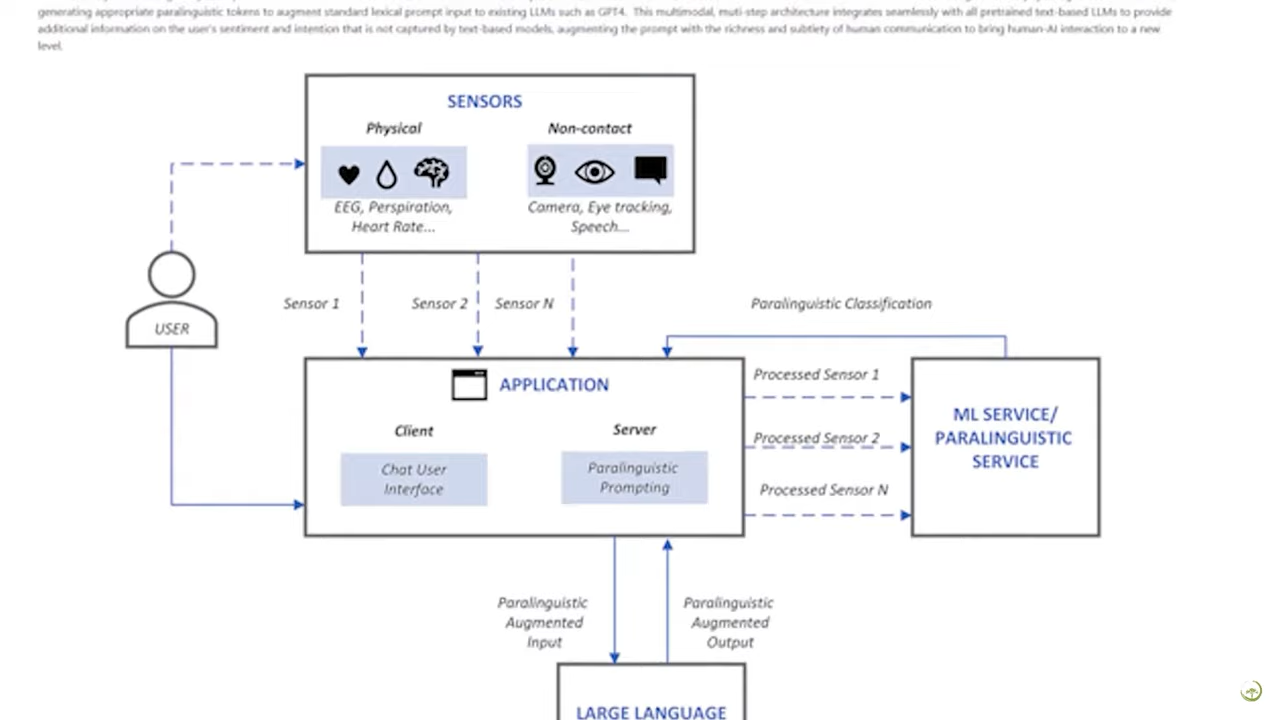 generating appropriate paralinguistic tokens to augment standard lexical prompt input to existing LLMs such as GPT4. This multimodal, muti-step architecture integrates seamlessly with all pretrained text-based LLMs to provide
additional information on the user's sentiment and intention that is not captured by text-based models, augmenting the prompt with the richness and subtlety of human communication to bring human-AI interaction to a new
level.
SENSORS
Physical
Non-contact
EEG, Perspiration,
Heart Rate...
Camera, Eye tracking,
Speech...
Sensor 1
Sensor 2
Sensor N
Paralinguistic Classification
USER
APPLICATION
Client
Server
Chat User
Interface
Paralinguistic
Prompting
Processed Sensor 1
Processed Sensor 2
Processed Sensor N
ML SERVICE/
PARALINGUISTIC
SERVICE
Paralinguistic
Augmented
Input
Paralinguistic
Augmented
Output
LARGE LANGUAGE